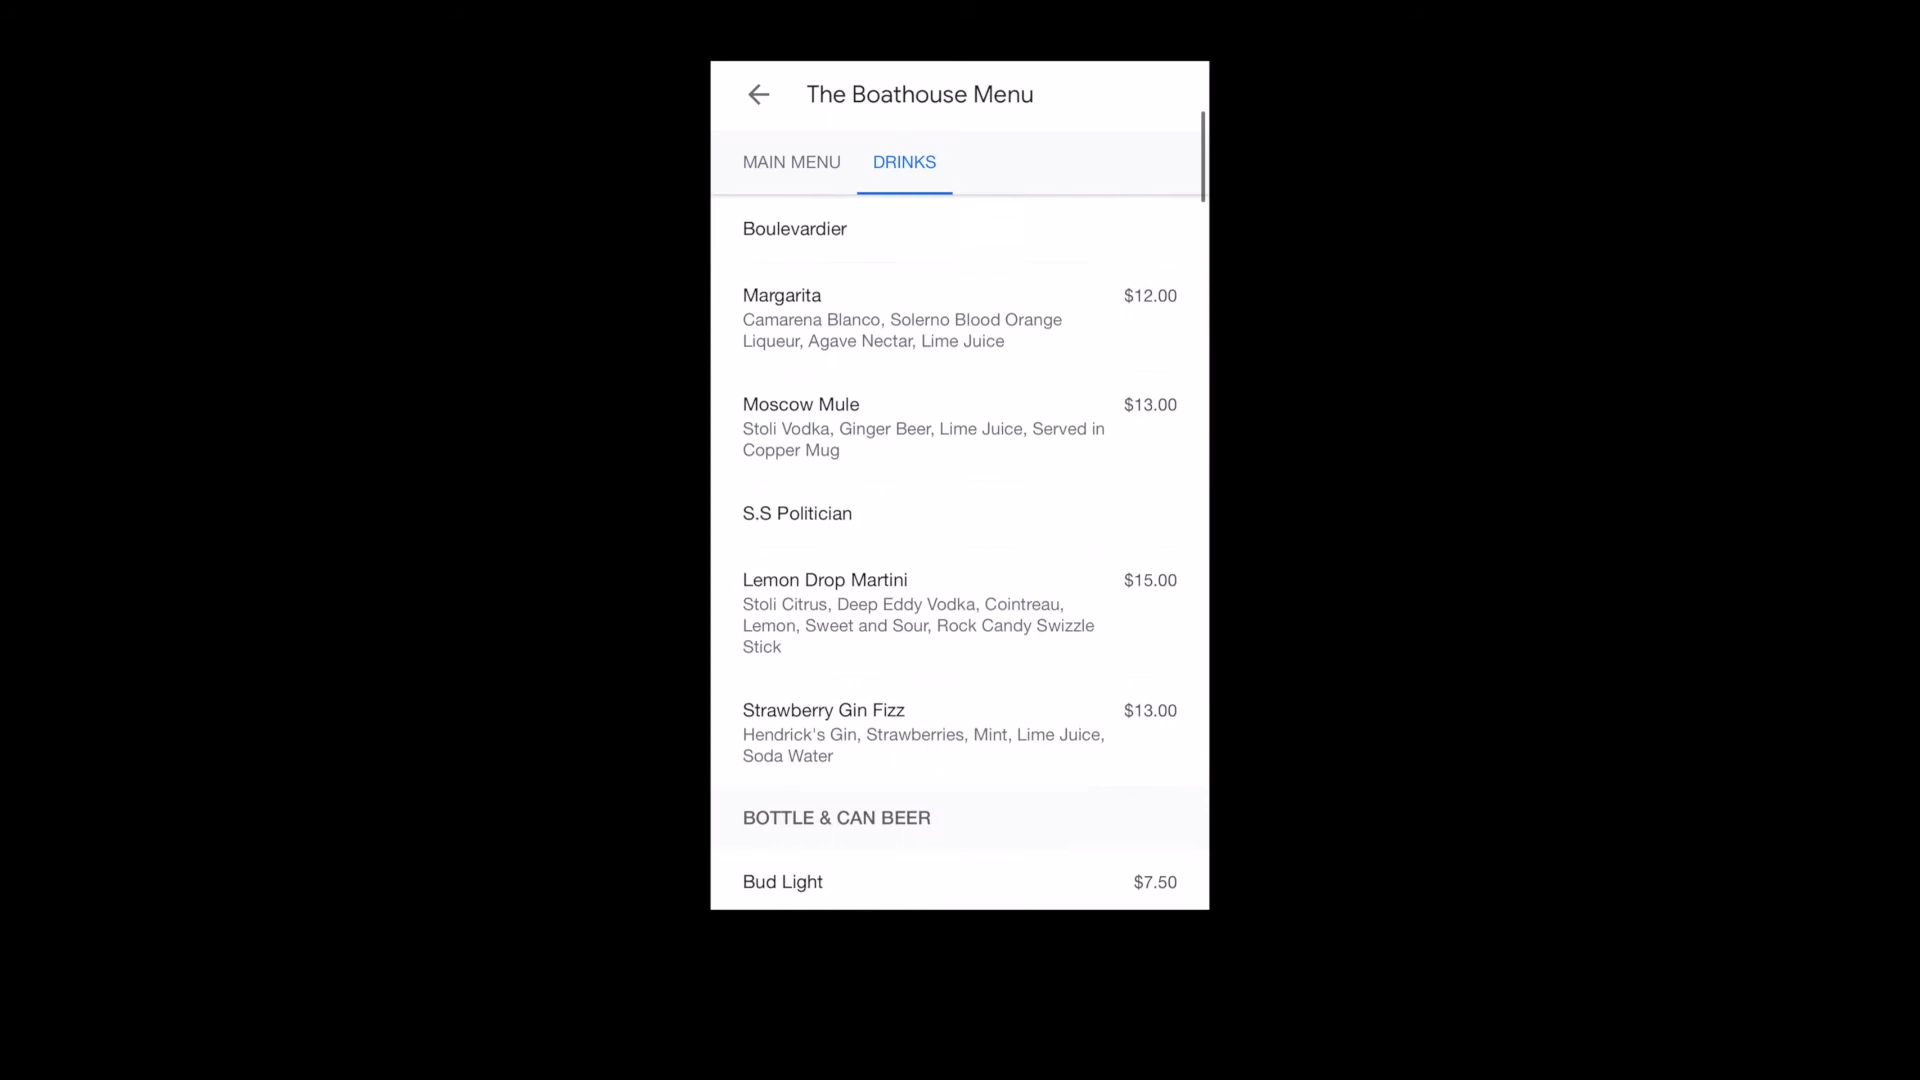 The Boathouse Menu
MAIN MENU DRINKS
Boulevardier
Margarita $12.00
Camarena Blanco, Solerno Blood Orange
Liqueur, Agave Nectar, Lime Juice
Moscow Mule $13.00
Stoli Vodka, Ginger Beer, Lime Juice, Served in
Copper Mug
S.S Politician
Lemon Drop Martini $15.00
Stoli Citrus, Deep Eddy Vodka, Cointreau,
Lemon, Sweet and Sour, Rock Candy Swizzle
Stick
Strawberry Gin Fizz $13.00
Hendrick's Gin, Strawberries, Mint, Lime Juice,
Soda Water
BOTTLE & CAN BEER
Bud Light $7.50